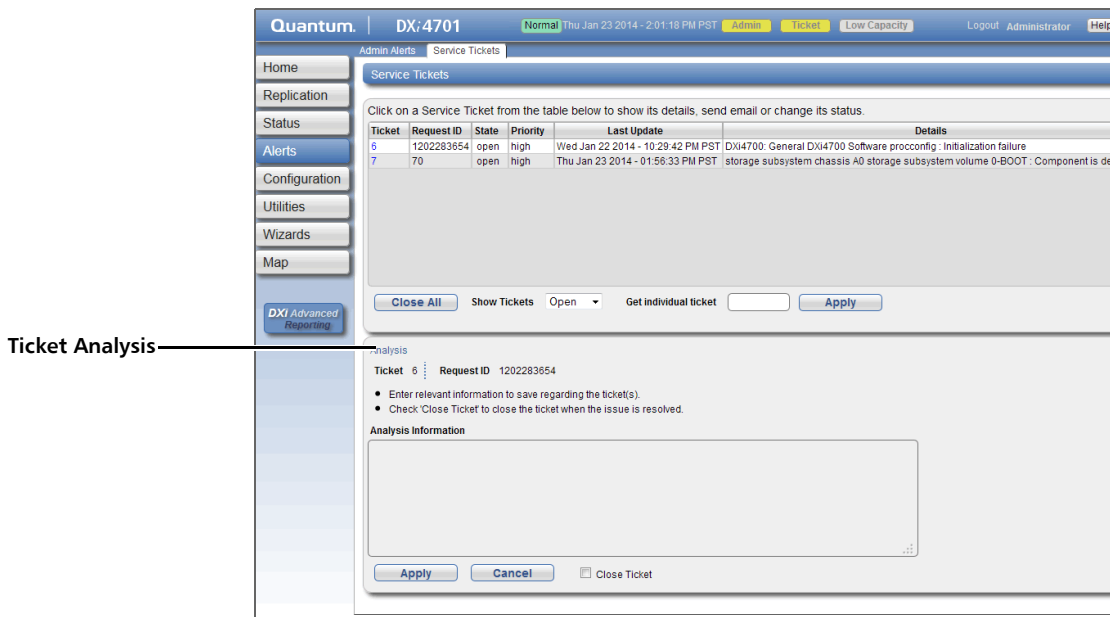 Quantum. DXi4701 Normal Thu Jan 23 2014 - 2:01:18 PM PST Admin Ticket Low Capacity Logout Administrator Help
Admin Alerts Service Tickets
Home
Replication
Status
Alerts
Configuration
Utilities
Wizards
Map
DXi Advanced
Reporting
Service Tickets
Click on a Service Ticket from the table below to show its details, send email or change its status.
Ticket Request ID State Priority Last Update Details
6 1202283654 open high Wed Jan 22 2014 - 10:29:42 PM PST DXi4700: General DXi4700 Software procconfig : Initialization failure
7 70 open high Thu Jan 23 2014 - 01:56:33 PM PST storage subsystem chassis A0 storage subsystem volume 0-BOOT : Component is de
Close All Show Tickets Open Get individual ticket Apply
Ticket Analysis
Analysis
Ticket 6 Request ID 1202283654
Enter relevant information to save regarding the ticket(s).
Check 'Close Ticket' to close the ticket when the issue is resolved.
Analysis Information
Apply Cancel Close Ticket